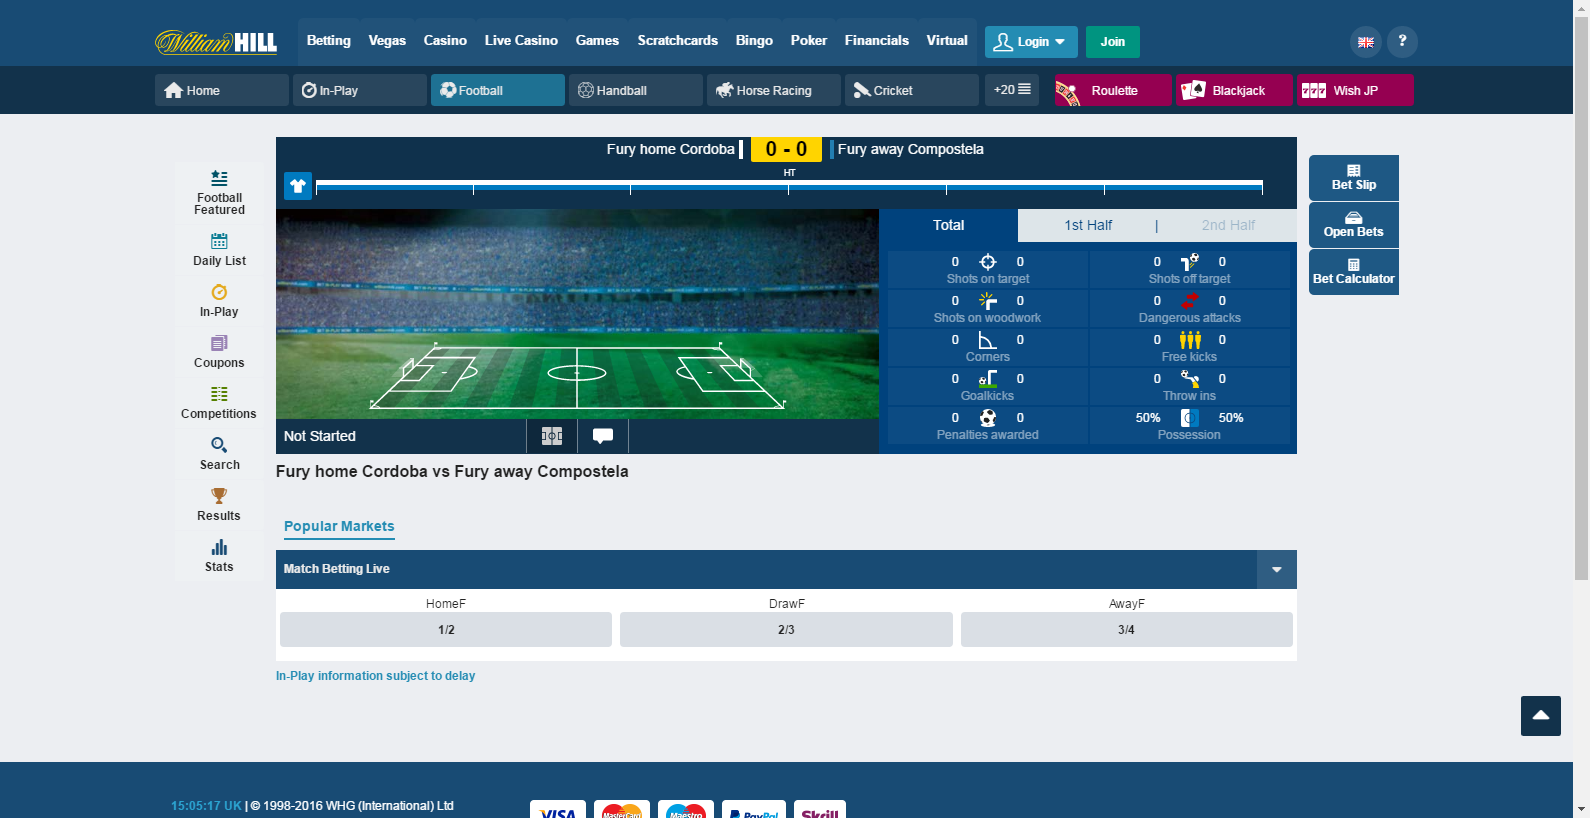 William HILL
Betting
Vegas
Casino
Live Casino
Games
Scratchcards
Bingo
Poker
Financials
Virtual
Login
Join
?
Home
In-Play
Football
Handball
Horse Racing
Cricket
+20
Roulette
Blackjack
777 Wish JP
Football
Featured
Daily List
In-Play
Coupons
Competitions
Search
Results
Stats
Fury home Cordoba 0 - 0 Fury away Compostela
HT
Total
1st Half | 2nd Half
0 0 0 0
Shots on target Shots off target
0 0 0 0
Shots on woodwork Dangerous attacks
0 0 0 0
Corners Free kicks
0 0 0 0
Goalkicks Throw ins
0 0 50% 50%
Penalties awarded Possession
Not Started
Bet Slip
Open Bets
Bet Calculator
Fury home Cordoba vs Fury away Compostela
Popular Markets
Match Betting Live
HomeF DrawF AwayF
1/2 2/3 3/4
In-Play information subject to delay
15:05:17 UK | © 1998-2016 WHG (International) Ltd
VISA MasterCard Maestro PayPal Skrill